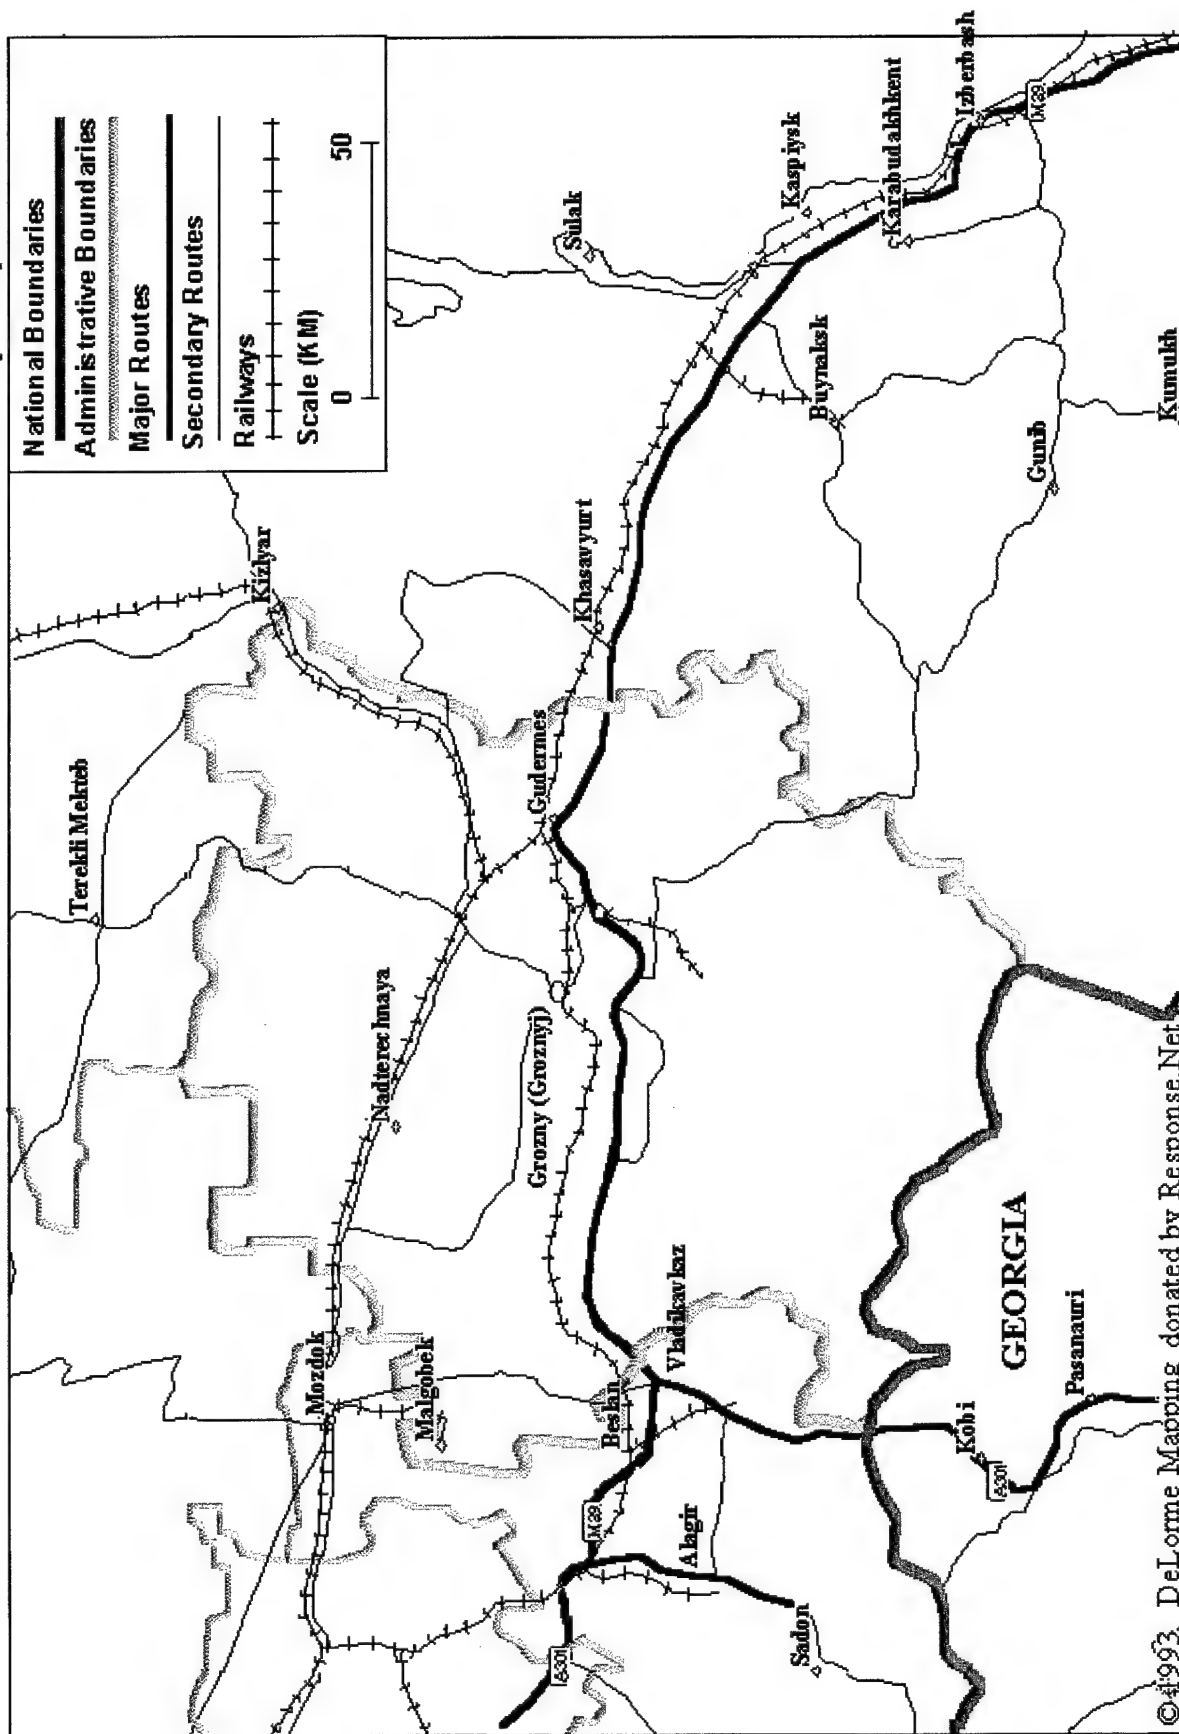 National Boundaries
Administrative Boundaries
Major Routes
Secondary Routes
Railways
Scale (KM)
0 50
Terekli Mekteb
Kizlyar
Sulak
Mozdok
Nadterechnaya
Malgobek
Grozny (Groznyj)
Gudermes
Khasavyurt
Kaspiysk
Karabudakhkent
Izberbash
M29
Buynaksk
Beslan
Vladikavkaz
M29
A301
Alagir
Sadon
Gunib
Kumukh
GEORGIA
Kobi
A301
Pasanauri
©1993 DeLorme Mapping donated by Response Net